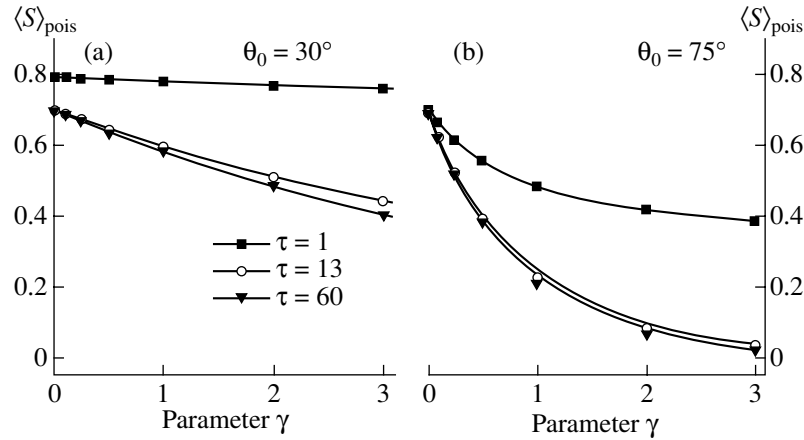 ⟨S⟩pois
⟨S⟩pois
(a) θ0 = 30°
(b) θ0 = 75°
0.8
0.6
0.4
0.2
0
0.8
0.6
0.4
0.2
0
τ = 1
τ = 13
τ = 60
0 1 2 3
0 1 2 3
Parameter γ
Parameter γ